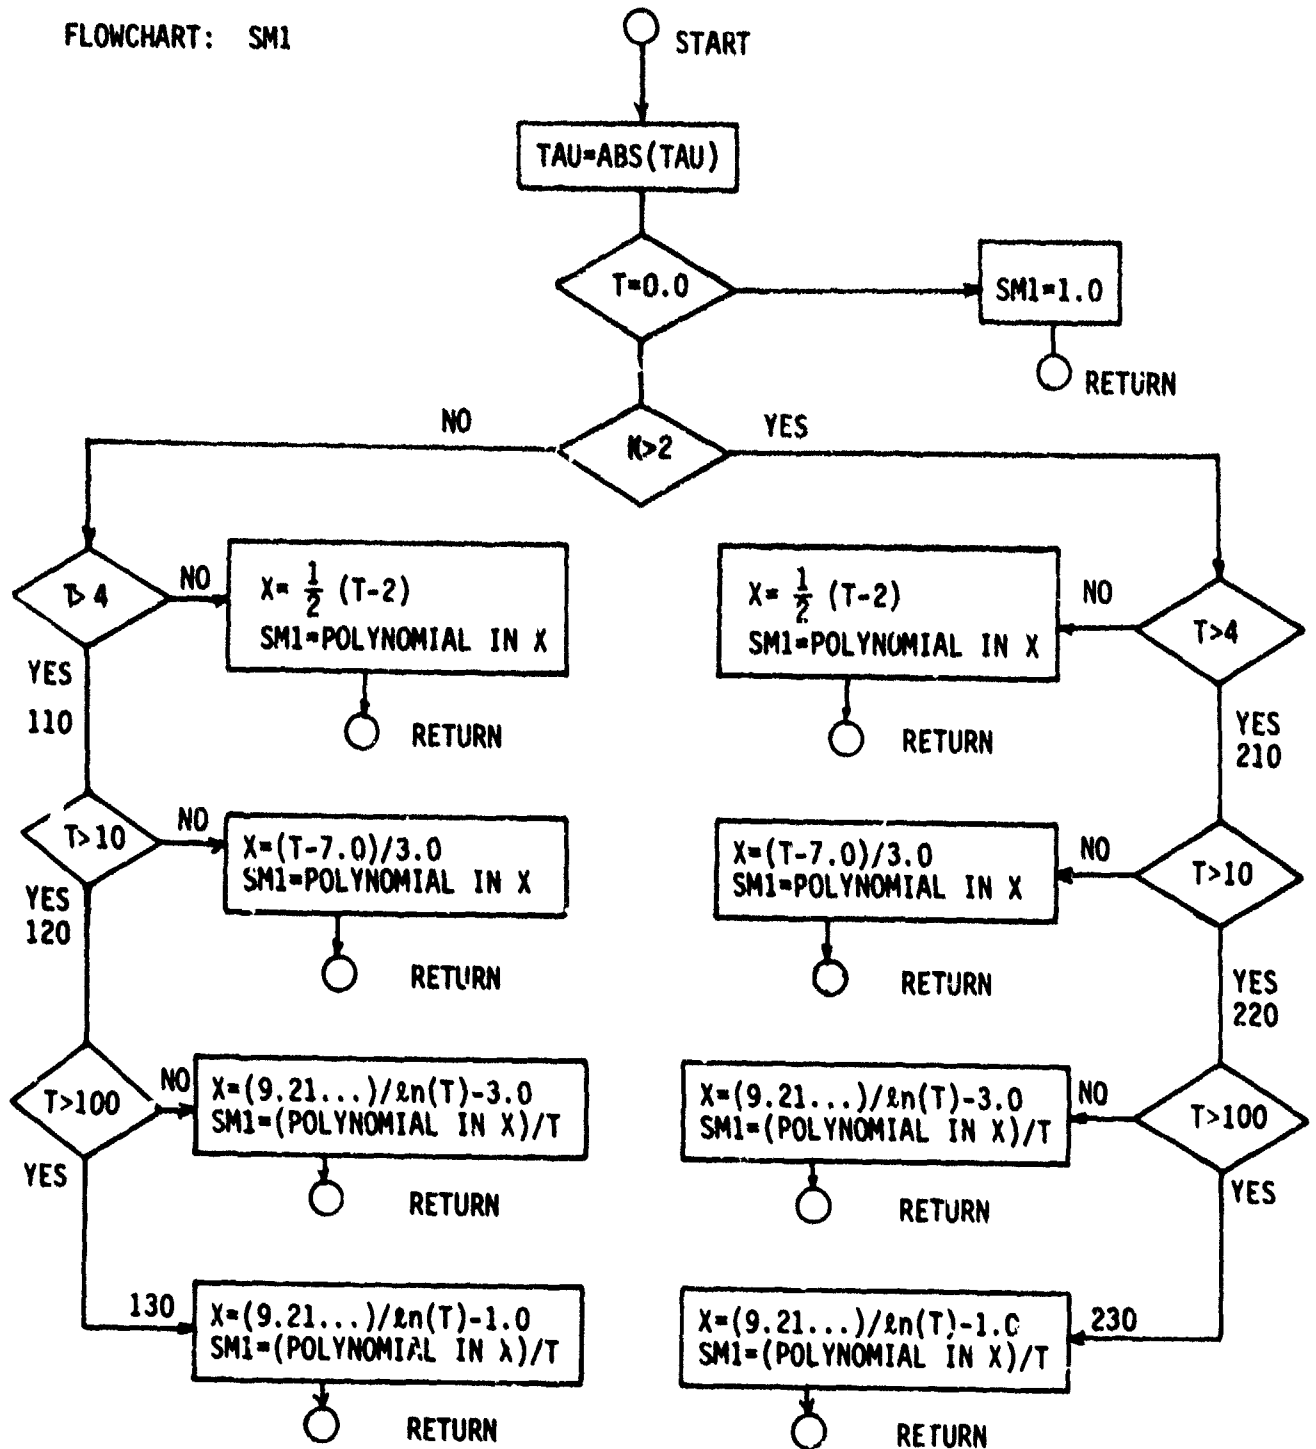 FLOWCHART: SM1
START
TAU=ABS(TAU)
T=0.0
SM1=1.0
RETURN
NO
K>2
YES
T>4
NO
X= 1/2 (T-2)
SM1=POLYNOMIAL IN X
RETURN
YES
110
X= 1/2 (T-2)
SM1=POLYNOMIAL IN X
RETURN
NO
T>4
YES
210
T>10
NO
X=(T-7.0)/3.0
SM1=POLYNOMIAL IN X
RETURN
YES
120
X=(T-7.0)/3.0
SM1=POLYNOMIAL IN X
RETURN
NO
T>10
YES
220
T>100
NO
X=(9.21...)/ℓn(T)-3.0
SM1=(POLYNOMIAL IN X)/T
RETURN
YES
X=(9.21...)/ℓn(T)-3.0
SM1=(POLYNOMIAL IN X)/T
RETURN
NO
T>100
YES
130
X=(9.21...)/ℓn(T)-1.0
SM1=(POLYNOMIAL IN X)/T
RETURN
X=(9.21...)/ℓn(T)-1.0
SM1=(POLYNOMIAL IN X)/T
RETURN
230